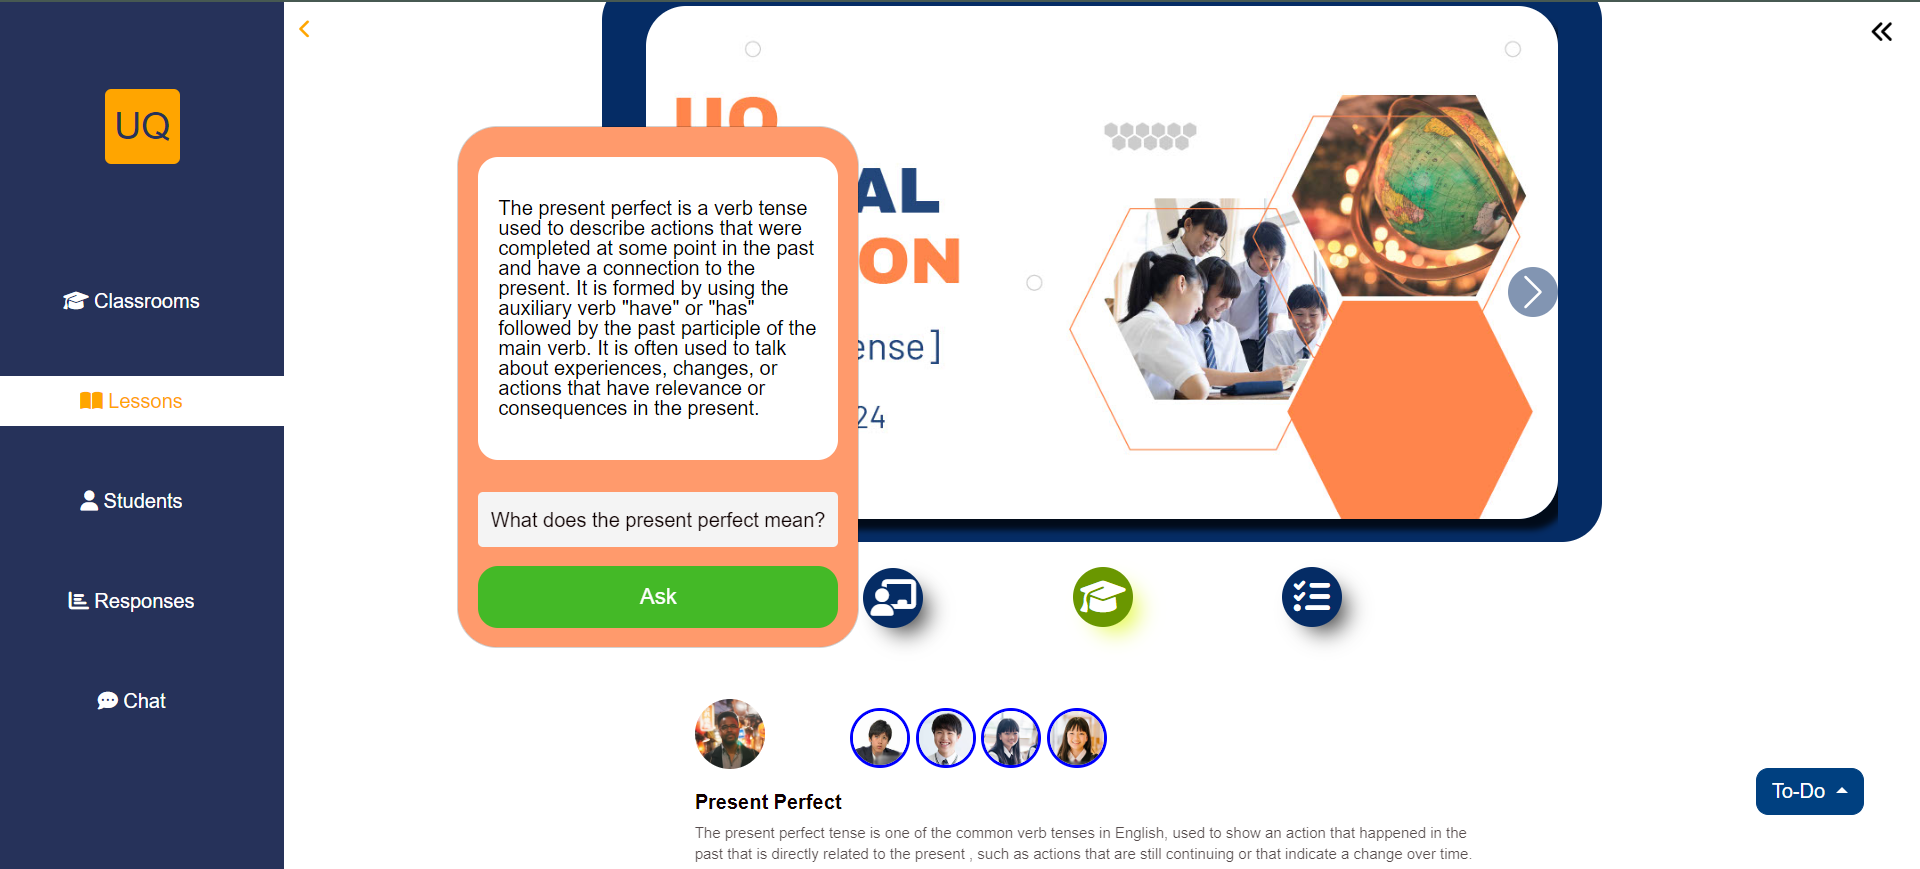 UQ
Classrooms
Lessons
Students
Responses
Chat
UQ
AL
ON
ense]
24
The present perfect is a verb tense
used to describe actions that were
completed at some point in the past
and have a connection to the
present. It is formed by using the
auxiliary verb "have" or "has"
followed by the past participle of the
main verb. It is often used to talk
about experiences, changes, or
actions that have relevance or
consequences in the present.
What does the present perfect mean?
Ask
Present Perfect
The present perfect tense is one of the common verb tenses in English, used to show an action that happened in the
past that is directly related to the present , such as actions that are still continuing or that indicate a change over time.
To-Do